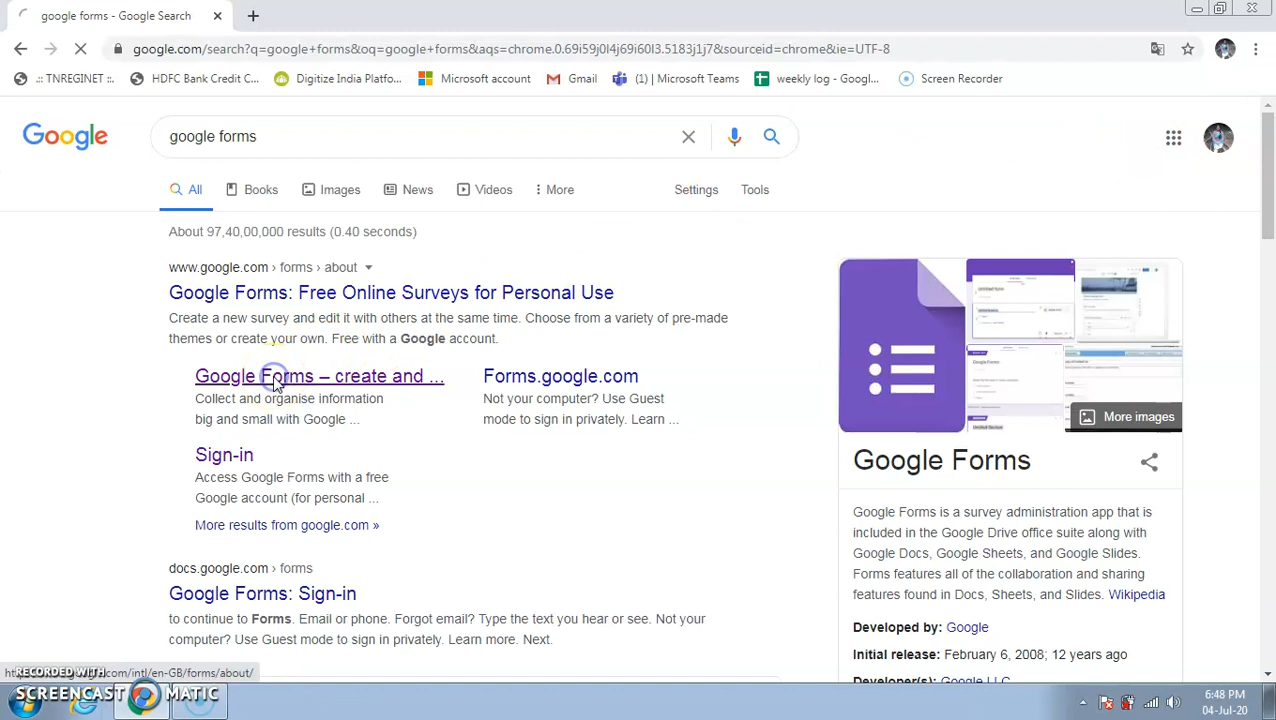 google forms - Google Search
google.com/search?q=google+forms&oq=google+forms&aqs=chrome.0.69i59j0l4j69i60l3.5183j1j7&sourceid=chrome&ie=UTF-8
.:: TNREGINET ::. HDFC Bank Credit C... Digitize India Platfo... Microsoft account Gmail (1) | Microsoft Teams weekly log - Googl... Screen Recorder
Google google forms
All Books Images News Videos More Settings Tools
About 97,40,00,000 results (0.40 seconds)
www.google.com › forms › about
Google Forms: Free Online Surveys for Personal Use
Create a new survey and edit it with others at the same time. Choose from a variety of pre-made
themes or create your own. Free with a Google account.
Google Forms – create and ...
Collect and organise information
big and small with Google ...
Forms.google.com
Not your computer? Use Guest
mode to sign in privately. Learn ...
Sign-in
Access Google Forms with a free
Google account (for personal ...
More results from google.com »
docs.google.com › forms
Google Forms: Sign-in
to continue to Forms. Email or phone. Forgot email? Type the text you hear or see. Not your
computer? Use Guest mode to sign in privately. Learn more. Next.
More images
Google Forms
Google Forms is a survey administration app that is
included in the Google Drive office suite along with
Google Docs, Google Sheets, and Google Slides.
Forms features all of the collaboration and sharing
features found in Docs, Sheets, and Slides. Wikipedia
Developed by: Google
Initial release: February 6, 2008; 12 years ago
Developer(s): Google LLC
/intl/en-GB/forms/about/
RECORDED WITH
SCREENCAST MATIC
6:48 PM
04-Jul-20